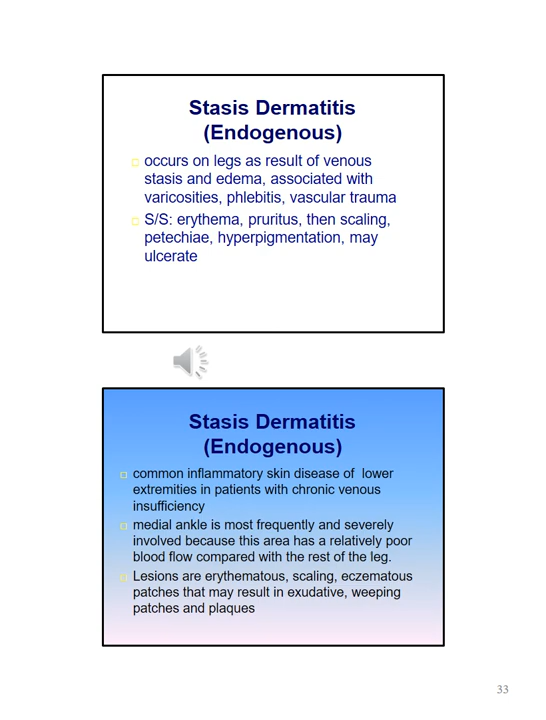 Stasis Dermatitis
(Endogenous)
occurs on legs as result of venous
stasis and edema, associated with
varicosities, phlebitis, vascular trauma
S/S: erythema, pruritus, then scaling,
petechiae, hyperpigmentation, may
ulcerate
Stasis Dermatitis
(Endogenous)
common inflammatory skin disease of lower
extremities in patients with chronic venous
insufficiency
medial ankle is most frequently and severely
involved because this area has a relatively poor
blood flow compared with the rest of the leg.
Lesions are erythematous, scaling, eczematous
patches that may result in exudative, weeping
patches and plaques
33